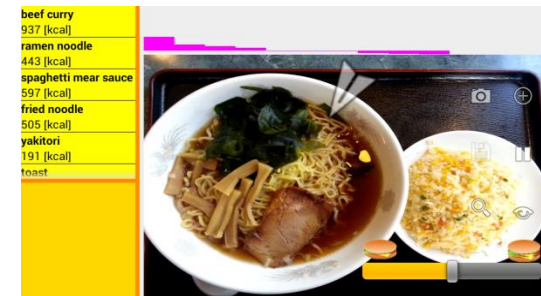 beef curry
937 [kcal]
ramen noodle
443 [kcal]
spaghetti mear sauce
597 [kcal]
fried noodle
505 [kcal]
yakitori
191 [kcal]
toast